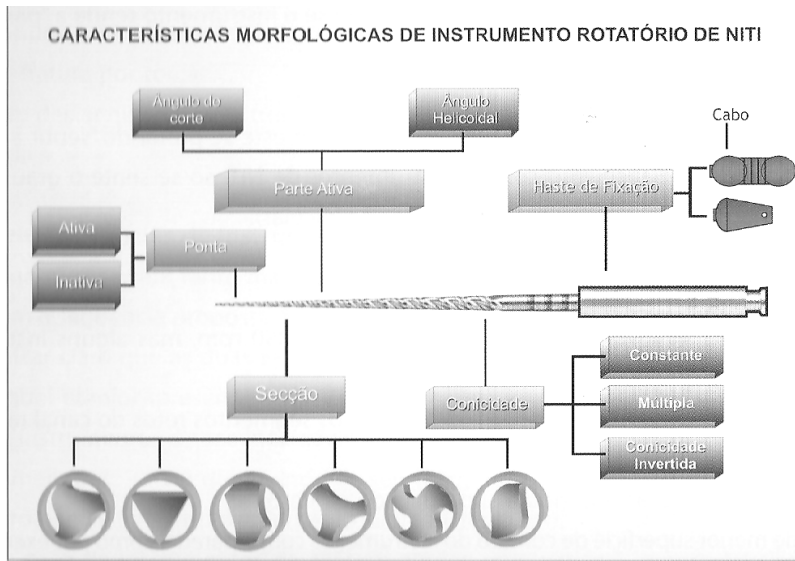 CARACTERÍSTICAS MORFOLÓGICAS DE INSTRUMENTO ROTATÓRIO DE NITI
Ângulo de
corte
Ângulo
Helicoidal
Cabo
Parte Ativa
Haste de Fixação
Ativa
Ponta
Inativa
Secção
Conicidade
Constante
Múltipla
Conicidade
Invertida